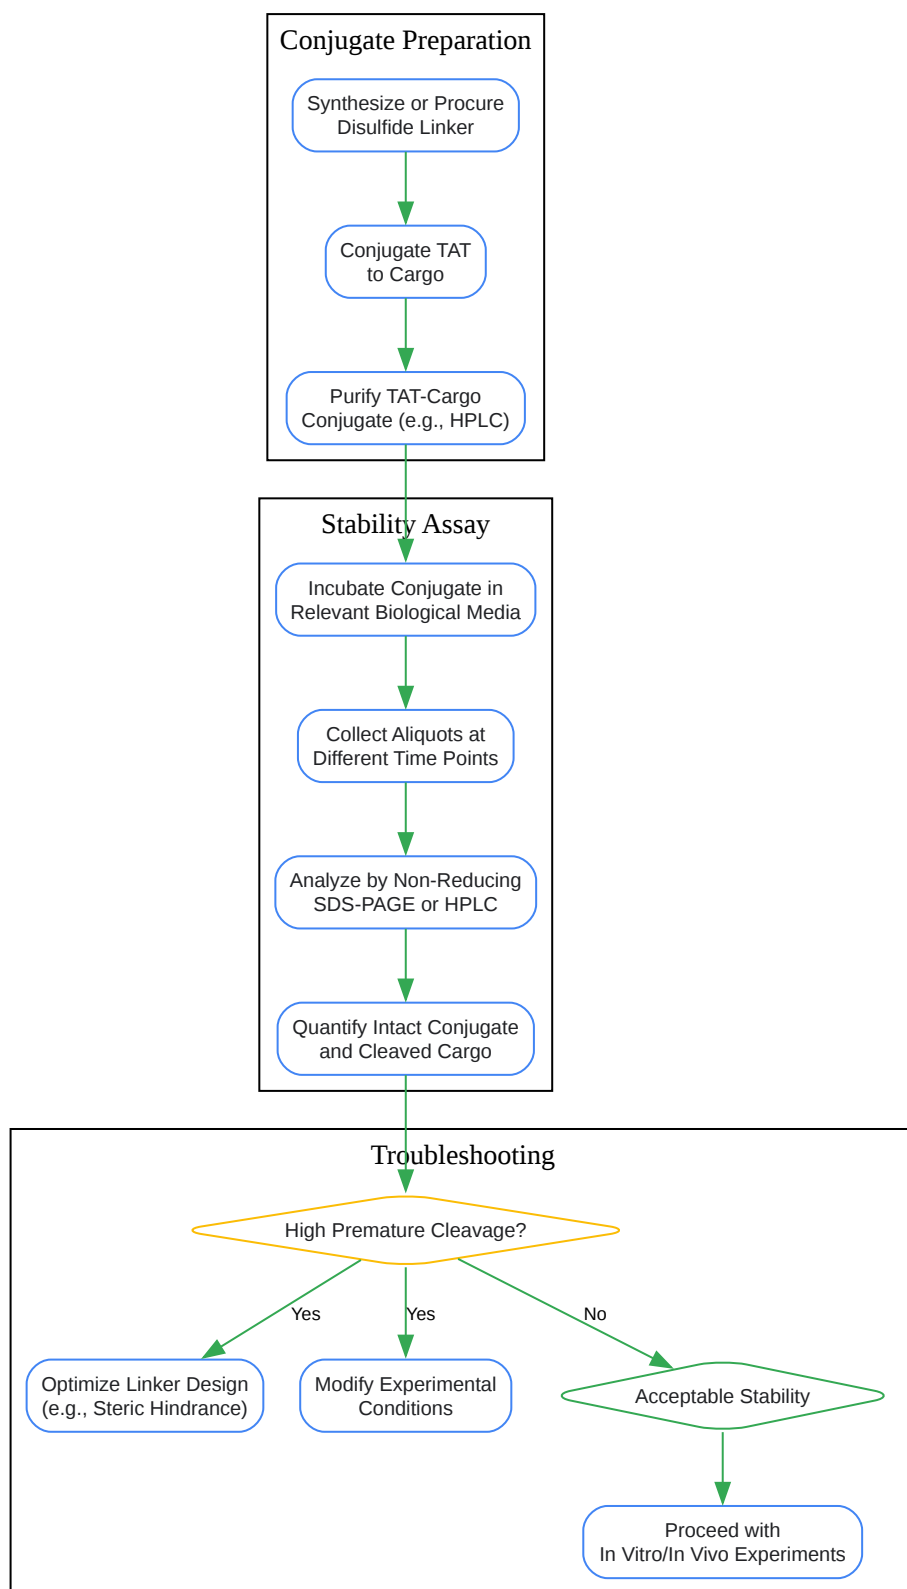 Conjugate Preparation
Synthesize or Procure
Disulfide Linker
Conjugate TAT
to Cargo
Purify TAT-Cargo
Conjugate (e.g., HPLC)
Stability Assay
Incubate Conjugate in
Relevant Biological Media
Collect Aliquots at
Different Time Points
Analyze by Non-Reducing
SDS-PAGE or HPLC
Quantify Intact Conjugate
and Cleaved Cargo
Troubleshooting
High Premature Cleavage?
Yes
Yes
No
Optimize Linker Design
(e.g., Steric Hindrance)
Modify Experimental
Conditions
Acceptable Stability
Proceed with
In Vitro/In Vivo Experiments